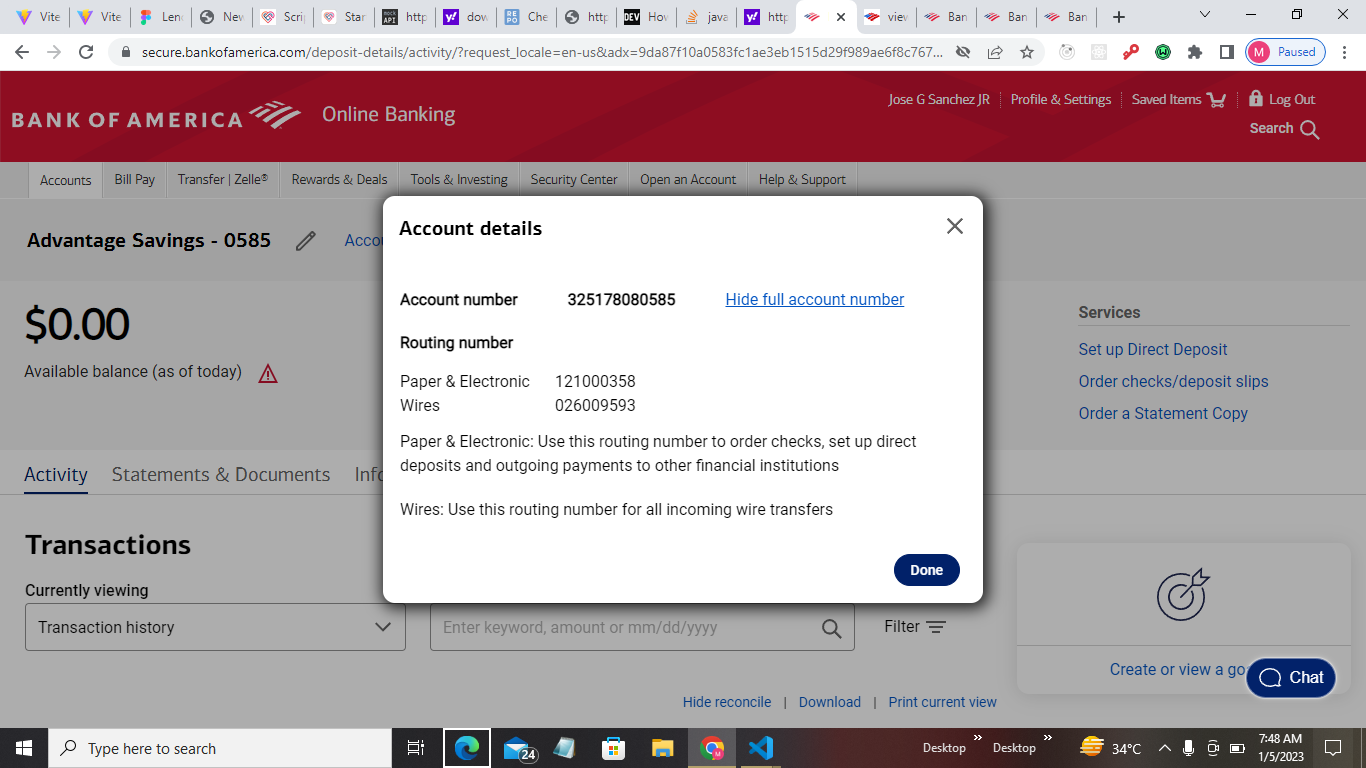 Vite
Vite
Len
New
Scri
Star
http
dow
Che
http
How
java
http
view
Ban
Ban
Ban
secure.bankofamerica.com/deposit-details/activity/?request_locale=en-us&adx=9da87f10a0583fc1ae3eb1515d29f989ae6f8c767...
M Paused
BANK OF AMERICA
Online Banking
Jose G Sanchez JR
Profile & Settings
Saved Items
Log Out
Search
Accounts
Bill Pay
Transfer | Zelle®
Rewards & Deals
Tools & Investing
Security Center
Open an Account
Help & Support
Advantage Savings - 0585
Accou
$0.00
Available balance (as of today)
Account details
Account number 325178080585 Hide full account number
Routing number
Paper & Electronic 121000358
Wires 026009593
Paper & Electronic: Use this routing number to order checks, set up direct
deposits and outgoing payments to other financial institutions
Wires: Use this routing number for all incoming wire transfers
Done
Services
Set up Direct Deposit
Order checks/deposit slips
Order a Statement Copy
Activity
Statements & Documents
Info
Transactions
Currently viewing
Transaction history
Enter keyword, amount or mm/dd/yyyy
Filter
Create or view a goa
Chat
Hide reconcile | Download | Print current view
Type here to search
24
Desktop
Desktop
34°C
7:48 AM
1/5/2023